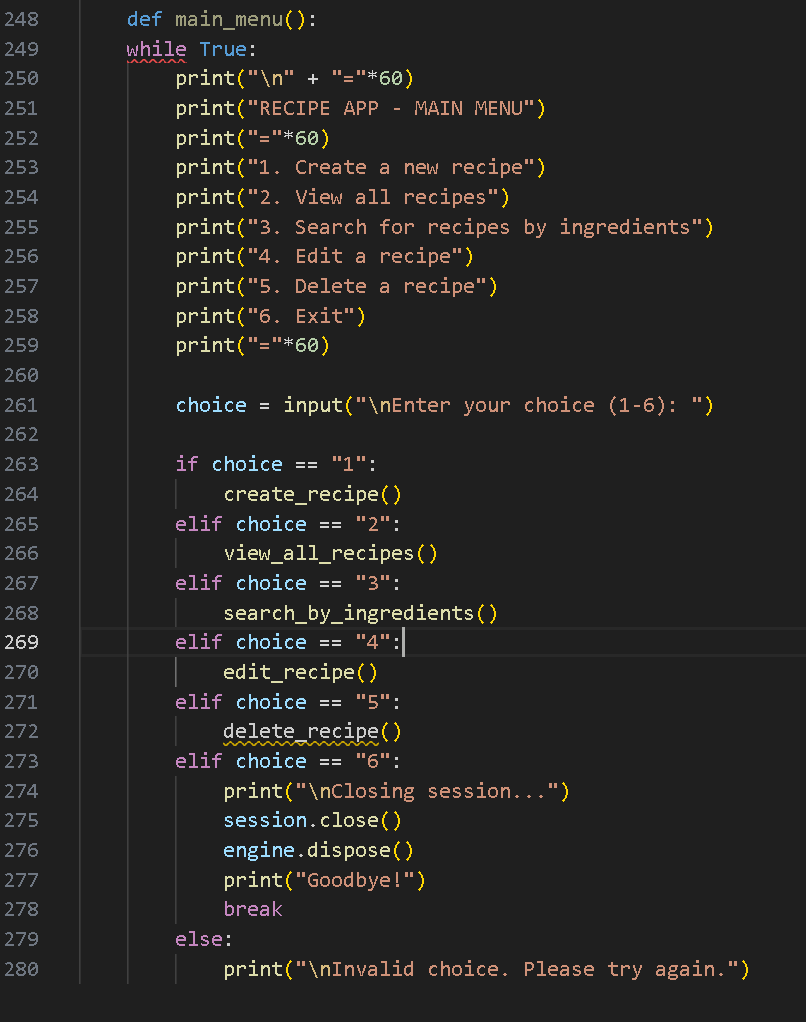 248 def main_menu():
249 while True:
250 print("\n" + "="*60)
251 print("RECIPE APP - MAIN MENU")
252 print("="*60)
253 print("1. Create a new recipe")
254 print("2. View all recipes")
255 print("3. Search for recipes by ingredients")
256 print("4. Edit a recipe")
257 print("5. Delete a recipe")
258 print("6. Exit")
259 print("="*60)
260
261 choice = input("\nEnter your choice (1-6): ")
262
263 if choice == "1":
264 create_recipe()
265 elif choice == "2":
266 view_all_recipes()
267 elif choice == "3":
268 search_by_ingredients()
269 elif choice == "4":
270 edit_recipe()
271 elif choice == "5":
272 delete_recipe()
273 elif choice == "6":
274 print("\nClosing session...")
275 session.close()
276 engine.dispose()
277 print("Goodbye!")
278 break
279 else:
280 print("\nInvalid choice. Please try again.")